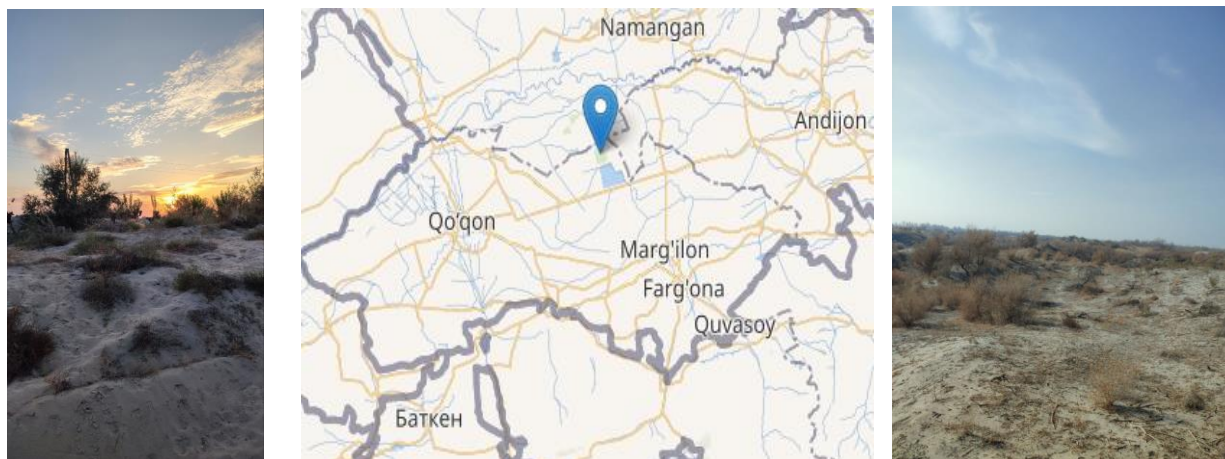 Namangan
Andijon
Qo'qon
Marg'ilon
Farg'ona
Quvasoy
Баткен